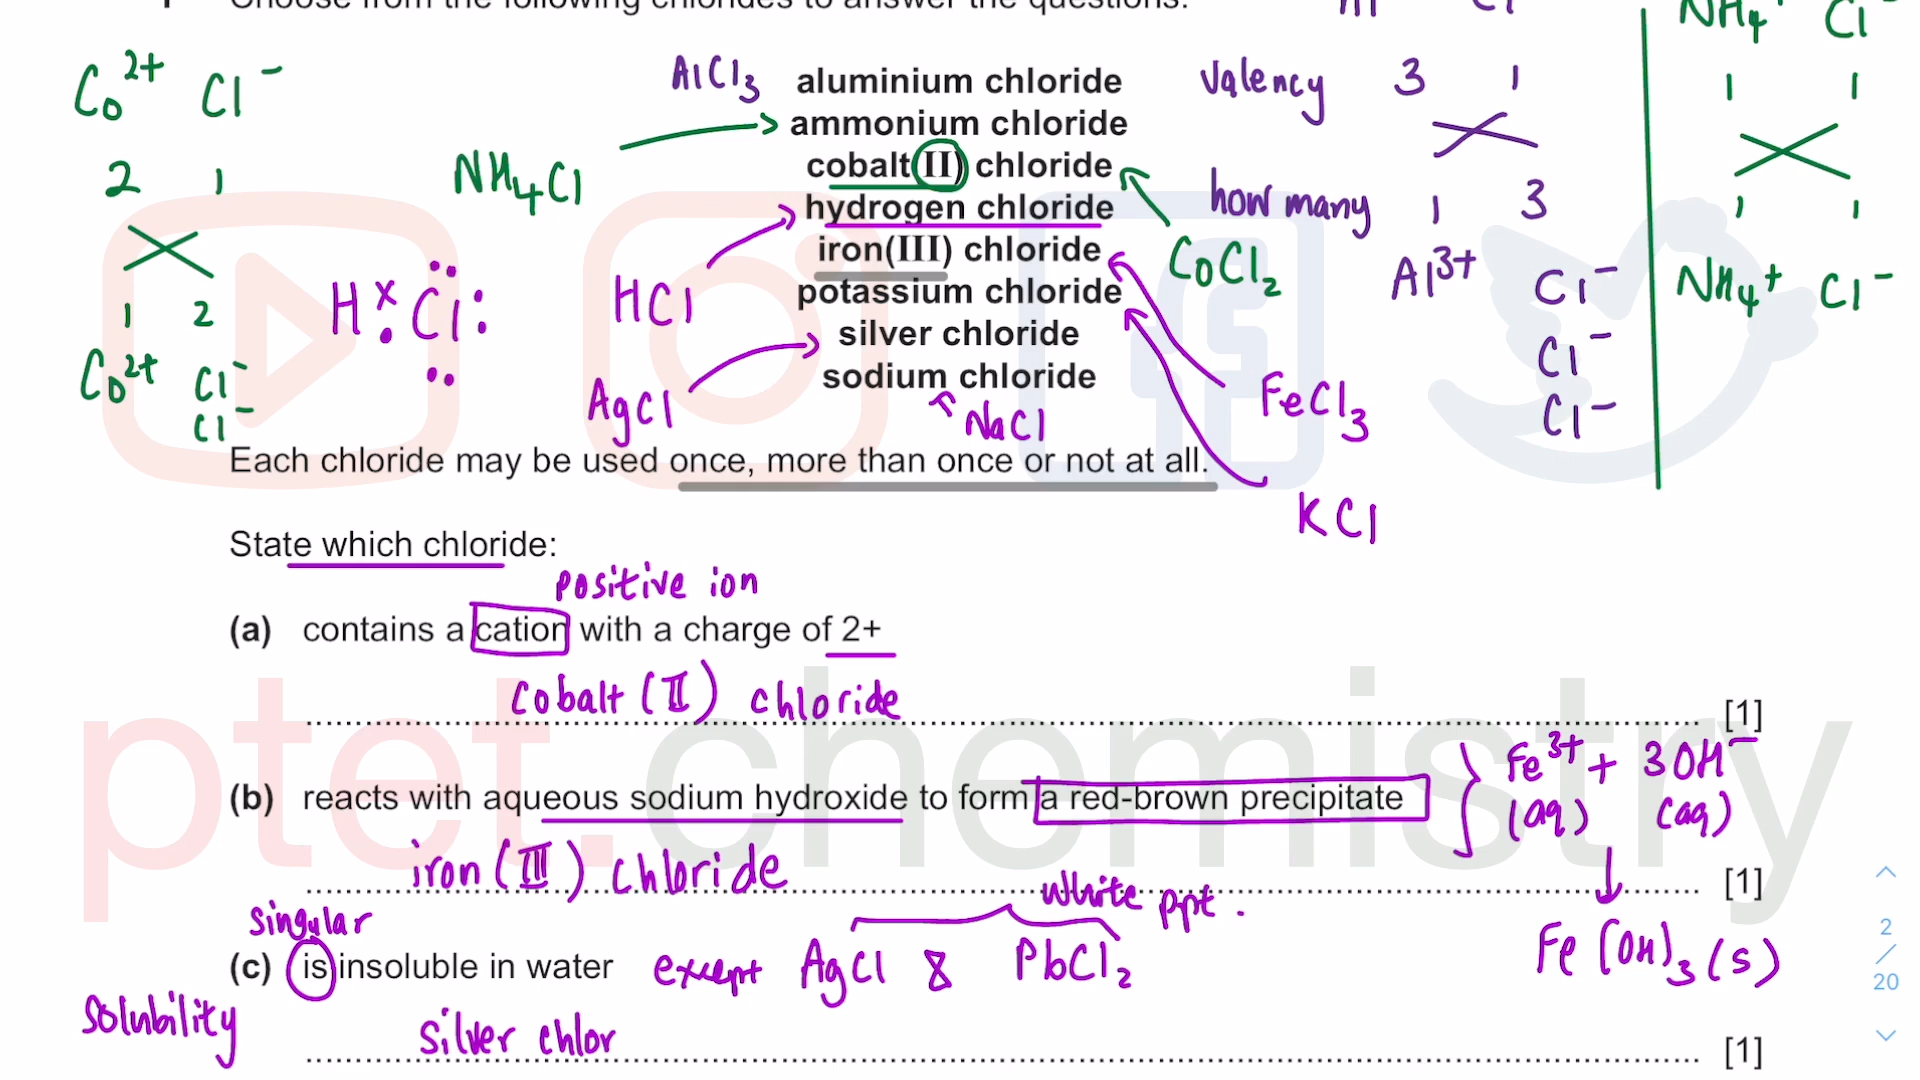 Choose from the following chlorides to answer the questions.
Al Cl
NH₄⁺ Cl⁻
Co²⁺ Cl⁻
AlCl₃ aluminium chloride
Valency 3 1
1 1
ammonium chloride
2 1
NH₄Cl
cobalt(II) chloride
how many 1 3
1 1
hydrogen chloride
iron(III) chloride
CoCl₂
Al³⁺ Cl⁻
NH₄⁺ Cl⁻
1 2
H Cl
HCl
potassium chloride
silver chloride
Cl⁻
Co²⁺ Cl⁻
sodium chloride
AgCl
FeCl₃
Cl⁻
Cl⁻
NaCl
Each chloride may be used once, more than once or not at all.
KCl
State which chloride:
positive ion
(a) contains a cation with a charge of 2+
cobalt (II) chloride [1]
ptet.chemistry
(b) reacts with aqueous sodium hydroxide to form a red-brown precipitate
Fe³⁺ + 3OH⁻
(aq) (aq)
iron (III) chloride [1]
white ppt.
singular
(c) is insoluble in water except AgCl & PbCl₂
Fe(OH)₃(s)
solubility
silver chlor [1]
2
/
20